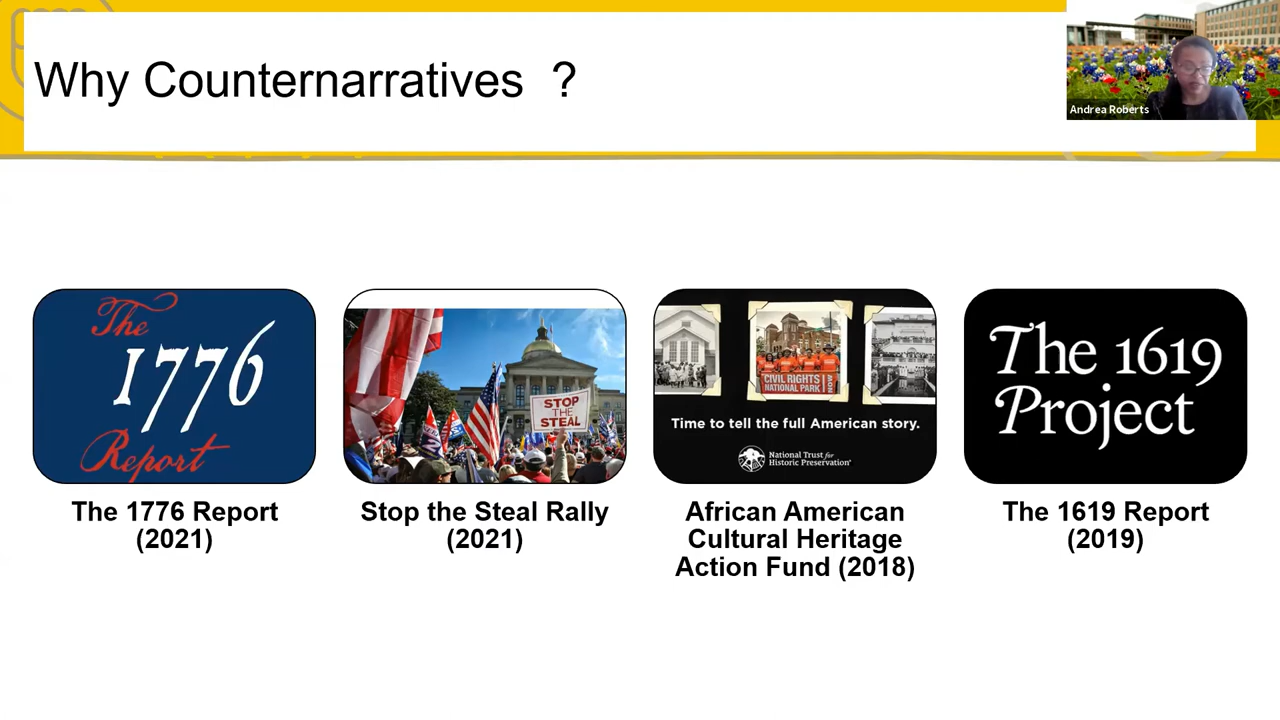 Why Counternarratives ?
Andrea Roberts
The
1776
Report
STOP
THE
STEAL
CIVIL RIGHTS
NATIONAL PARK
NOW
Time to tell the full American story.
National Trust for
Historic Preservation®
The 1619
Project
The 1776 Report
(2021)
Stop the Steal Rally
(2021)
African American
Cultural Heritage
Action Fund (2018)
The 1619 Report
(2019)